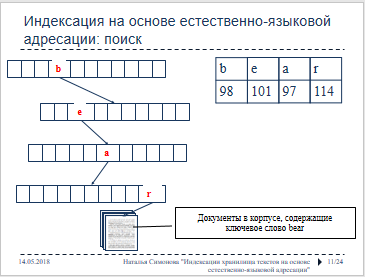 Индексация на основе естественно-языковой
адресации: поиск
b
e
a
r
b e a r
98 101 97 114
Документы в корпусе, содержащие
ключевое слово bear
14.05.2018
Наталья Симонова "Индексация хранилища текстов на основе
естественно-языковой адресации"
11/24